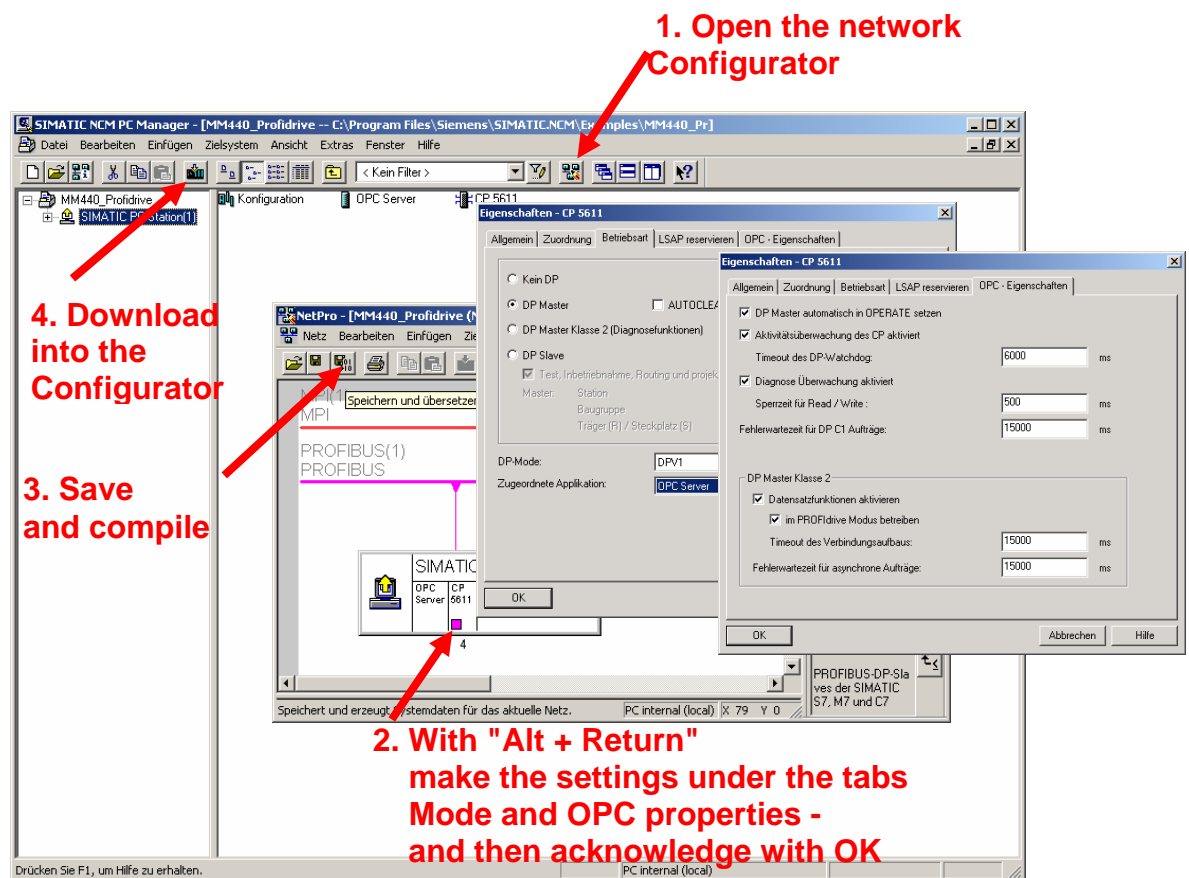 1. Open the network
Configurator
SIMATIC NCM PC Manager - [MM440_Profidrive -- C:\Program Files\Siemens\SIMATIC.NCM\Examples\MM440_Pr]
Datei Bearbeiten Einfügen Zielsystem Ansicht Extras Fenster Hilfe
< Kein Filter >
MM440_Profidrive
SIMATIC PC Station(1)
Konfiguration
OPC Server
CP 5611
4. Download
into the
Configurator
3. Save
and compile
NetPro - [MM440_Profidrive (N
Netz Bearbeiten Einfügen Zie
Speichern und übersetzen
MPI(1
MPI
PROFIBUS(1)
PROFIBUS
SIMATIC
OPC Server
CP 5611
4
PROFIBUS-DP-Sla
ves der SIMATIC
S7, M7 und C7
Speichert und erzeugt Systemdaten für das aktuelle Netz.
PC internal (local)
X 79 Y 0
Eigenschaften - CP 5611
Allgemein Zuordnung Betriebsart LSAP reservieren OPC - Eigenschaften
Kein DP
DP Master
AUTOCLEA
DP Master Klasse 2 (Diagnosefunktionen)
DP Slave
Test, Inbetriebnahme, Routing und projek
Master: Station
Baugruppe
Träger (R) / Steckplatz (S)
DP-Mode: DPV1
Zugeordnete Applikation: OPC Server
OK
Eigenschaften - CP 5611
Allgemein Zuordnung Betriebsart LSAP reservieren OPC - Eigenschaften
DP Master automatisch in OPERATE setzen
Aktivitätsüberwachung des CP aktiviert
Timeout des DP-Watchdog: 6000 ms
Diagnose Überwachung aktiviert
Sperrzeit für Read / Write : 500 ms
Fehlerwartezeit für DP C1 Aufträge: 15000 ms
DP Master Klasse 2
Datensatzfunktionen aktivieren
im PROFIdrive Modus betreiben
Timeout des Verbindungsaufbaus: 15000 ms
Fehlerwartezeit für asynchrone Aufträge: 15000 ms
OK Abbrechen Hilfe
2. With "Alt + Return"
make the settings under the tabs
Mode and OPC properties -
and then acknowledge with OK
Drücken Sie F1, um Hilfe zu erhalten.
PC internal (local)